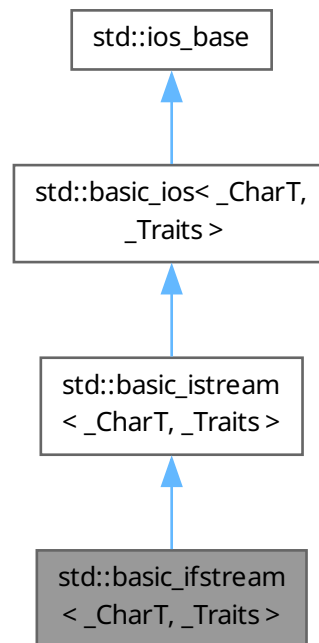 std::ios_base
std::basic_ios< _CharT,
_Traits >
std::basic_istream
< _CharT, _Traits >
std::basic_ifstream
< _CharT, _Traits >